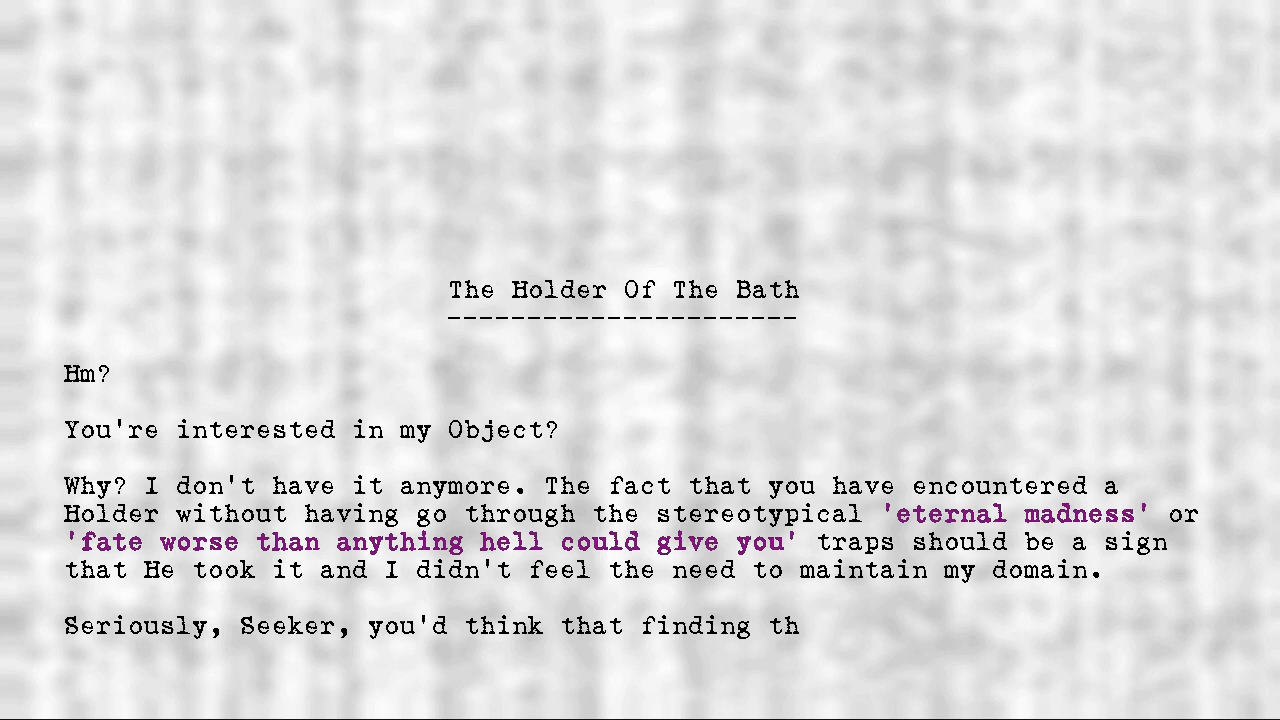 The Holder Of The Bath
----------------------
Hm?
You're interested in my Object?
Why? I don't have it anymore. The fact that you have encountered a
Holder without having go through the stereotypical 'eternal madness' or
'fate worse than anything hell could give you' traps should be a sign
that He took it and I didn't feel the need to maintain my domain.
Seriously, Seeker, you'd think that finding th